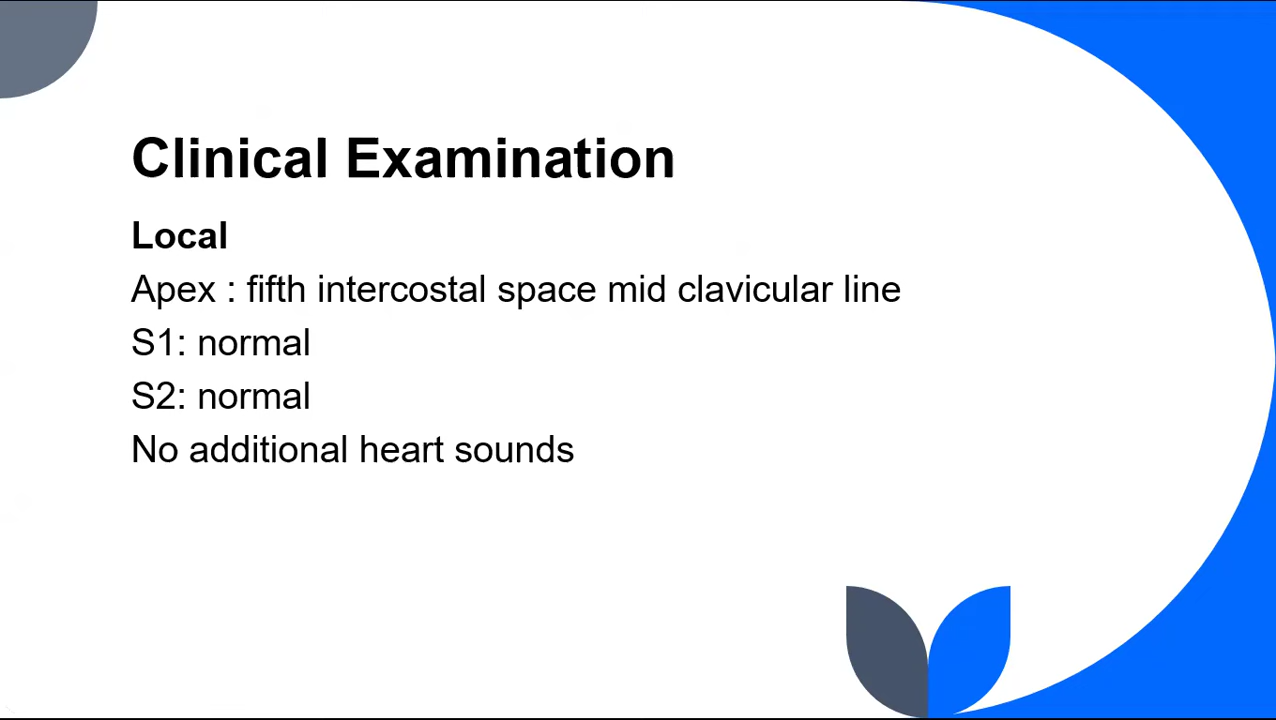 Clinical Examination
Local
Apex : fifth intercostal space mid clavicular line
S1: normal
S2: normal
No additional heart sounds